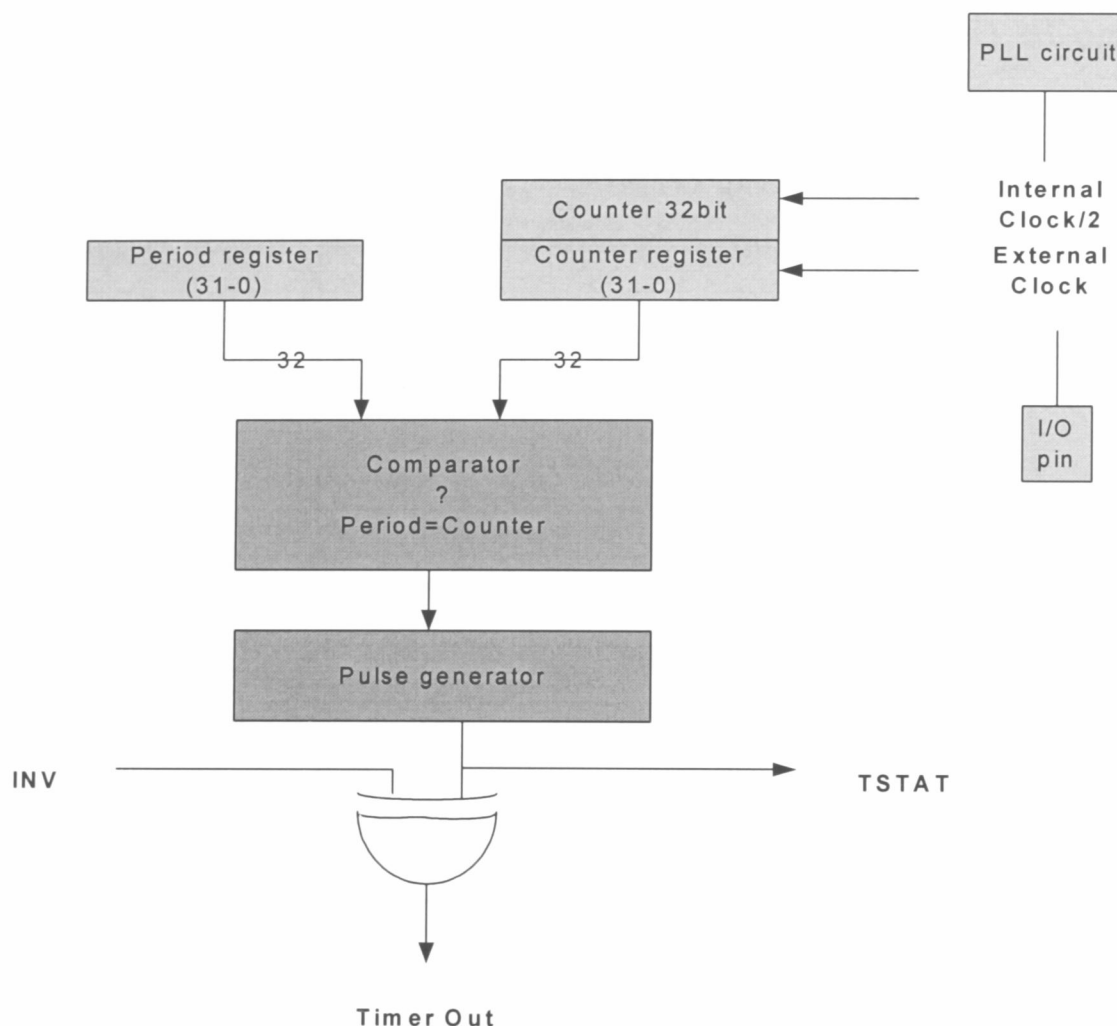 PLL circuit
Internal
Clock/2
External
Clock
Counter 32bit
Counter register
(31-0)
Period register
(31-0)
32
32
I/O
pin
Comparator
?
Period=Counter
Pulse generator
INV
TSTAT
Timer Out